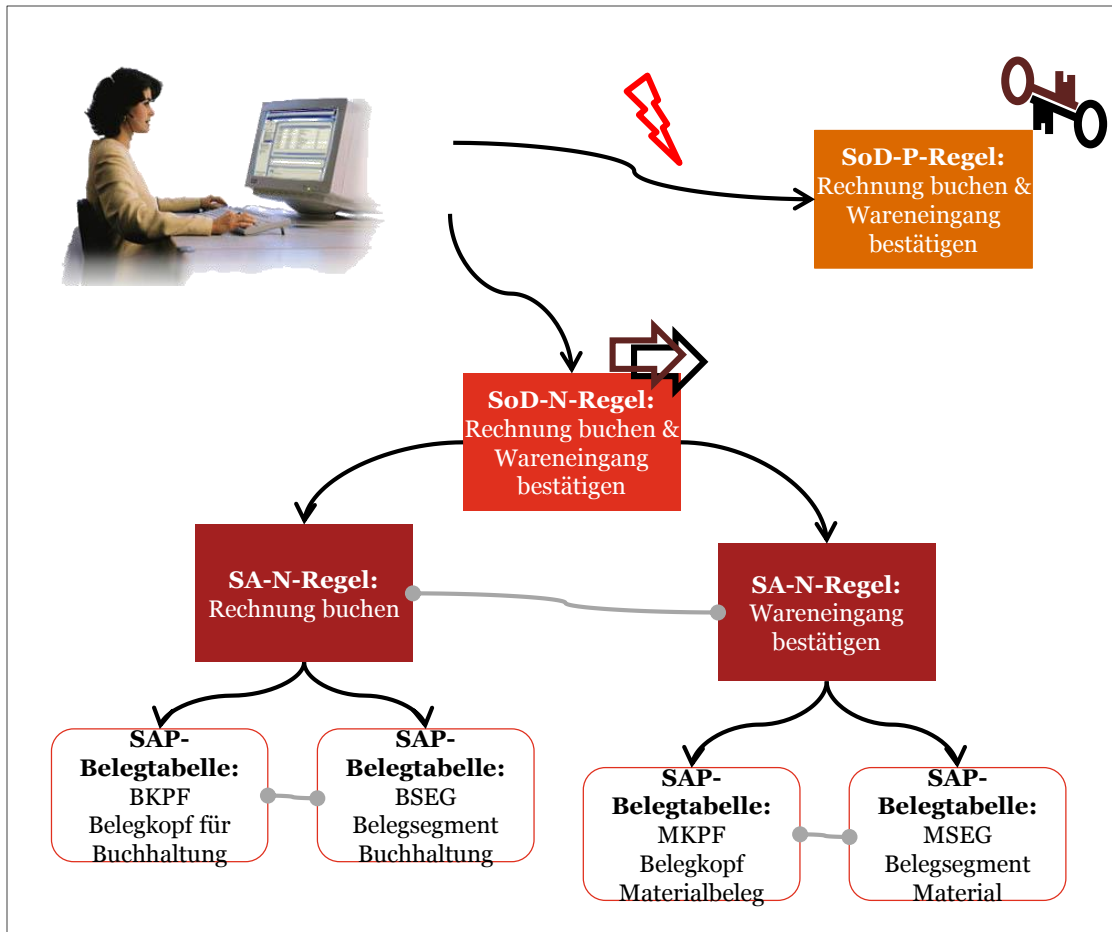 SoD-P-Regel:
Rechnung buchen &
Wareneingang
bestätigen
SoD-N-Regel:
Rechnung buchen &
Wareneingang
bestätigen
SA-N-Regel:
Rechnung buchen
SA-N-Regel:
Wareneingang
bestätigen
SAP-
Belegtabelle:
BKPF
Belegkopf für
Buchhaltung
SAP-
Belegtabelle:
BSEG
Belegsegment
Buchhaltung
SAP-
Belegtabelle:
MKPF
Belegkopf
Materialbeleg
SAP-
Belegtabelle:
MSEG
Belegsegment
Material